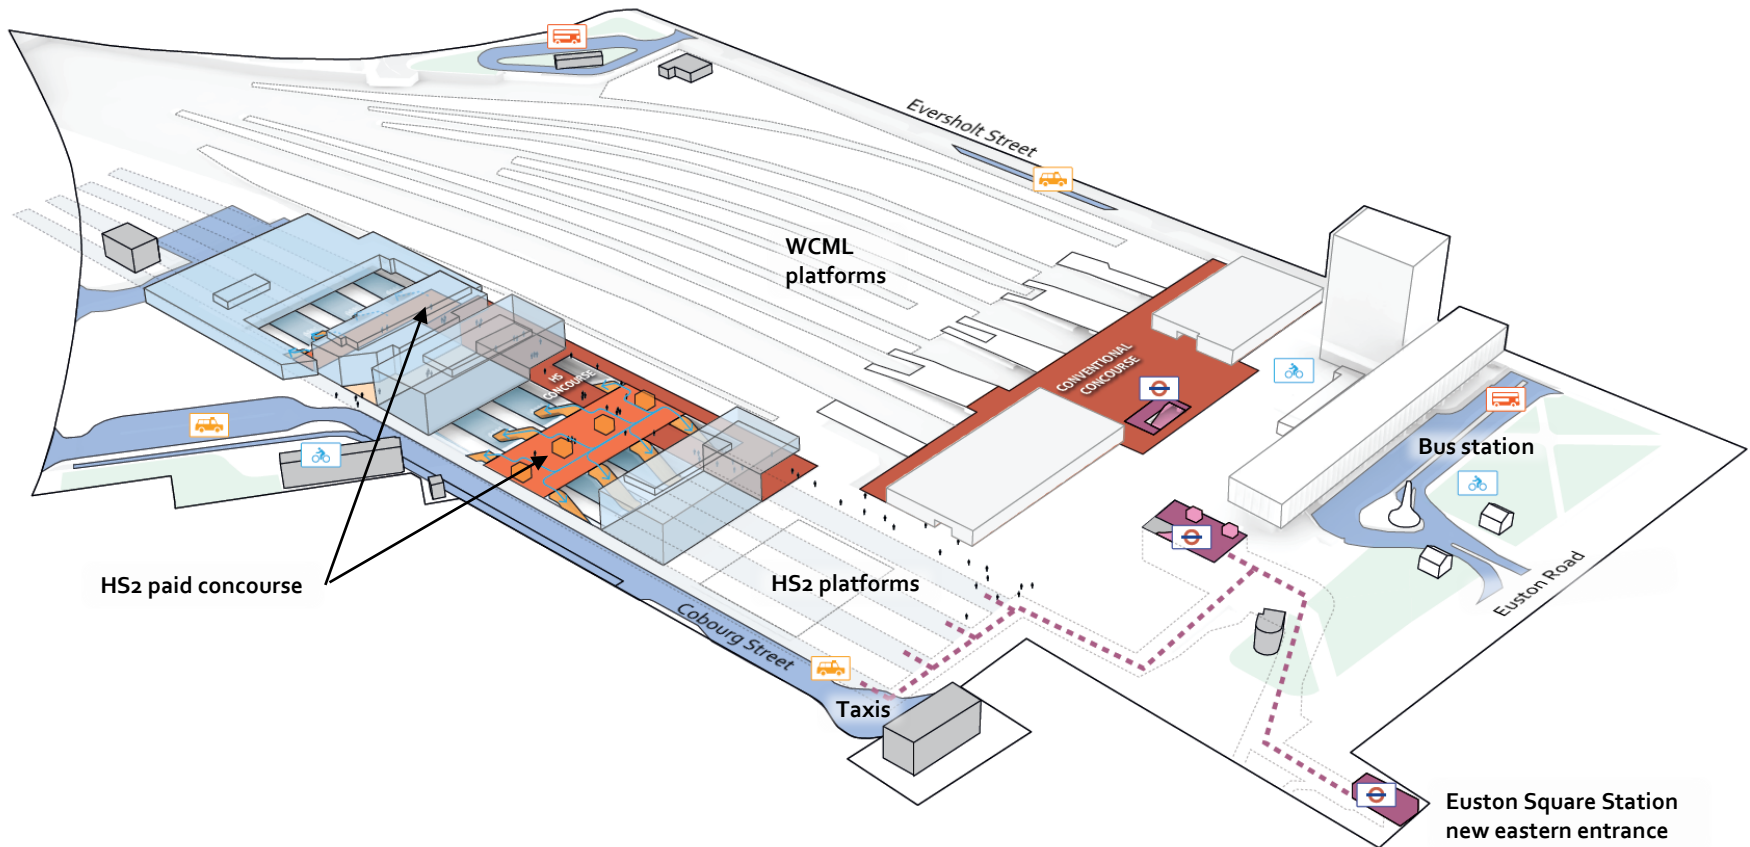 Eversholt Street
WCML
platforms
CONVENTIONAL
CONCOURSE
HS
CONCOURSE
Bus station
HS2 paid concourse
HS2 platforms
Euston Road
Cobourg Street
Taxis
Euston Square Station
new eastern entrance